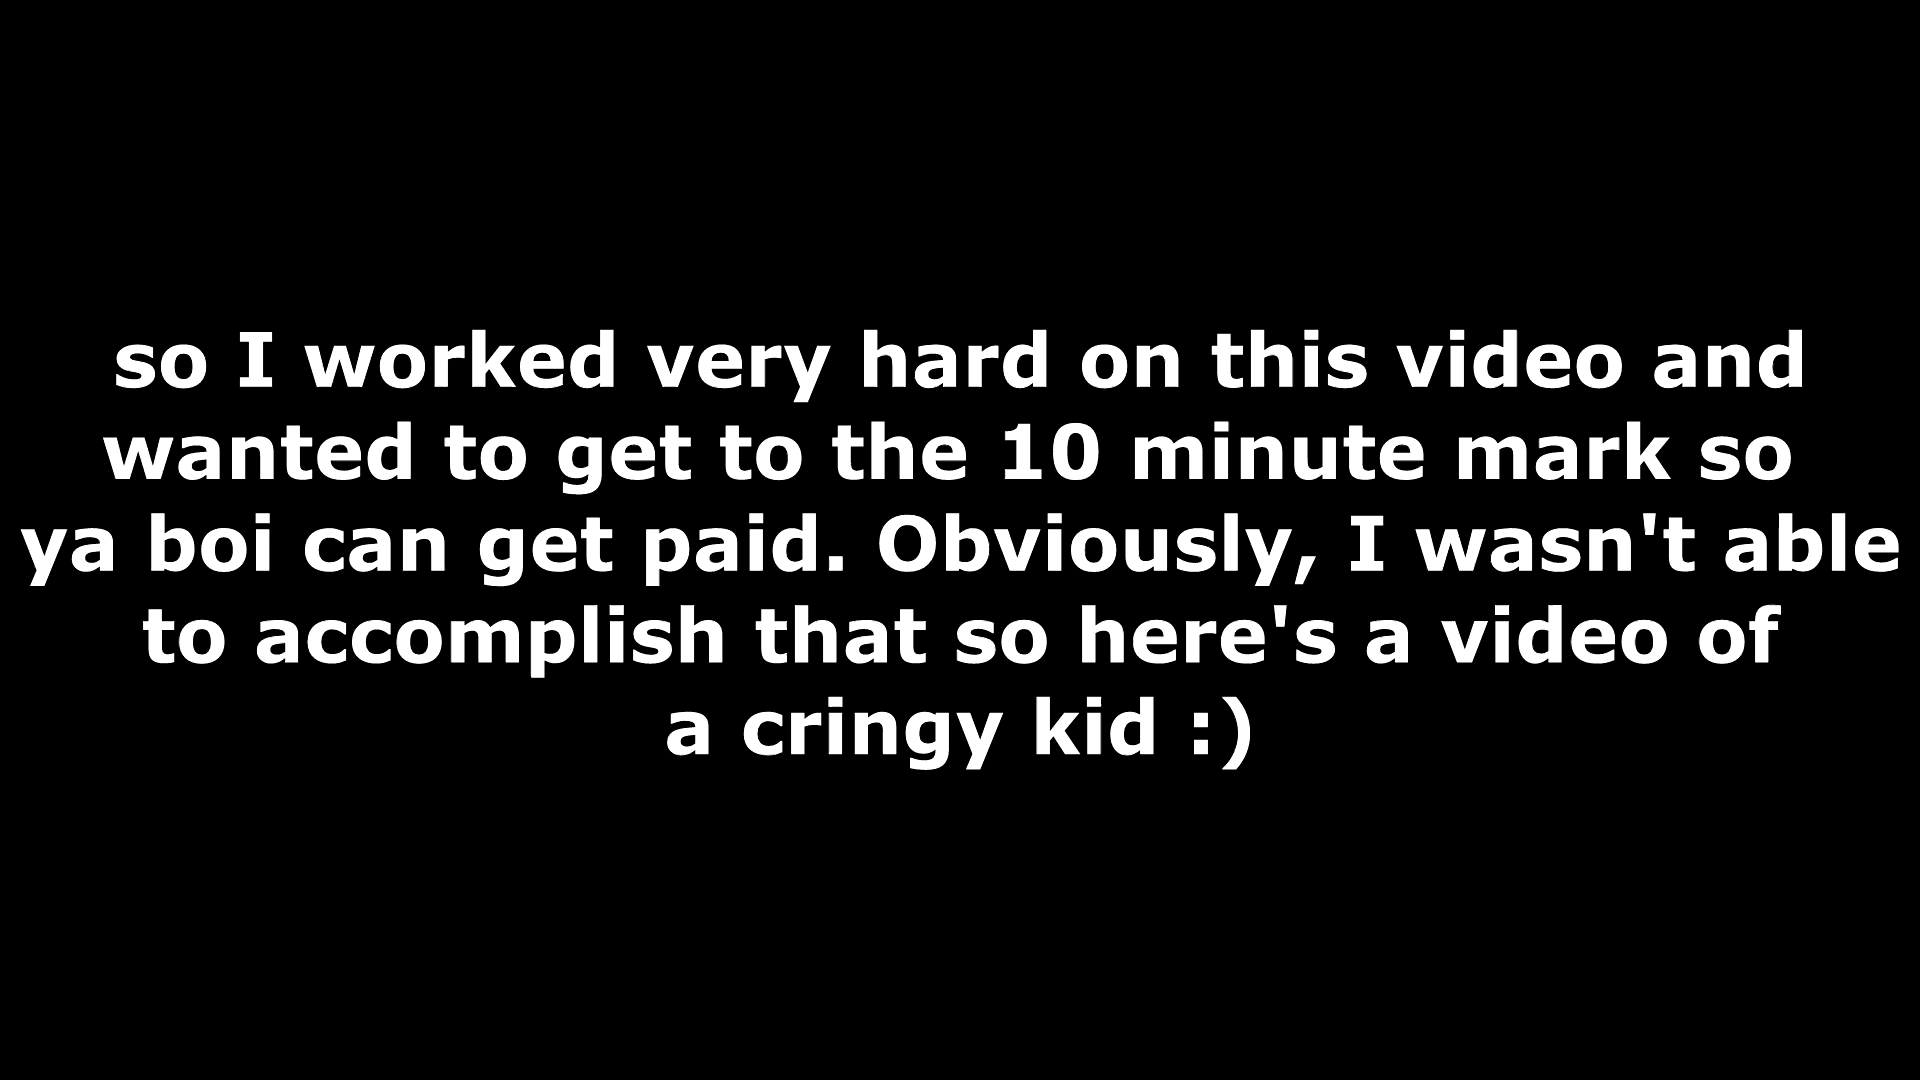 so I worked very hard on this video and
wanted to get to the 10 minute mark so
ya boi can get paid. Obviously, I wasn't able
to accomplish that so here's a video of
a cringy kid :)